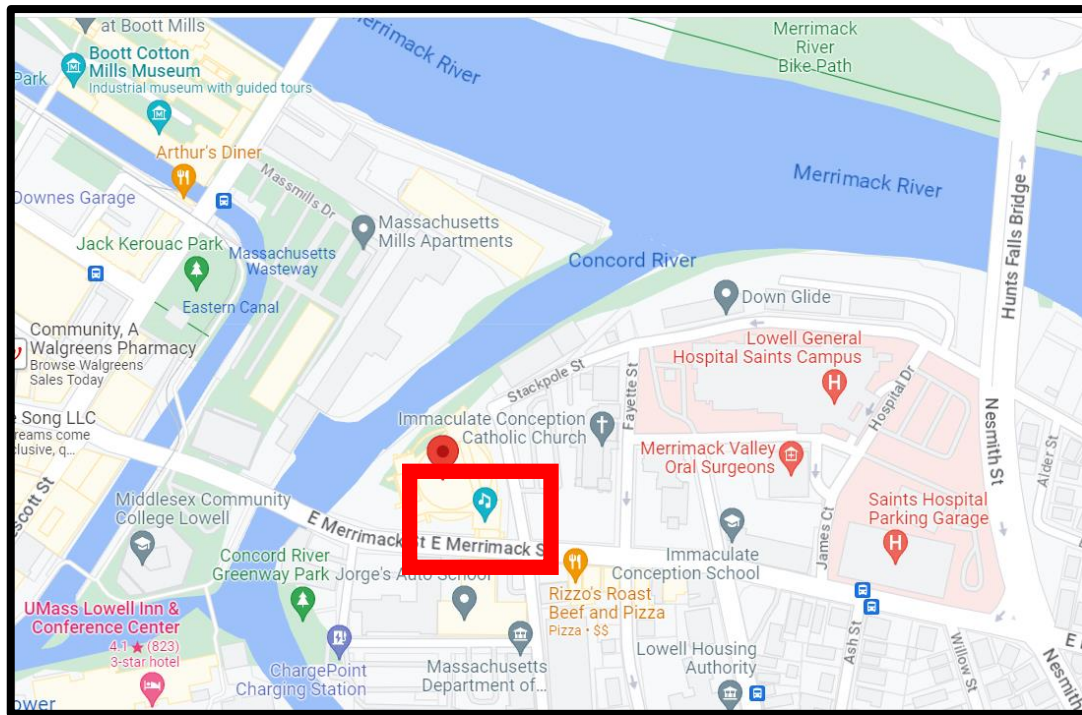 at Boott Mills
Boott Cotton
Mills Museum
Industrial museum with guided tours
Park
Arthur's Diner
Downes Garage
Massmills Dr
Jack Kerouac Park
Massachusetts
Wasteway
Eastern Canal
Massachusetts
Mills Apartments
Merrimack River
Merrimack
River
Bike Path
Merrimack River
Concord River
Hunts Falls Bridge
Down Glide
Community, A
Walgreens Pharmacy
Browse Walgreens
Sales Today
Song LLC
Stackpole St
Fayette St
Lowell General
Hospital Saints Campus
H
Hospital Dr
Nesmith St
Alder St
Immaculate Conception
Catholic Church
Merrimack Valley
Oral Surgeons
Saints Hospital
Parking Garage
H
James Ct
Middlesex Community
College Lowell
E Merrimack St
E Merrimack S
Concord River
Greenway Park
Jorge's Auto School
Rizzo's Roast
Beef and Pizza
Pizza · $$
Immaculate
Conception School
UMass Lowell Inn &
Conference Center
4.1 ★ (823)
3-star hotel
ChargePoint
Charging Station
Massachusetts
Department of...
Lowell Housing
Authority
Ash St
Willow St
Nesmith